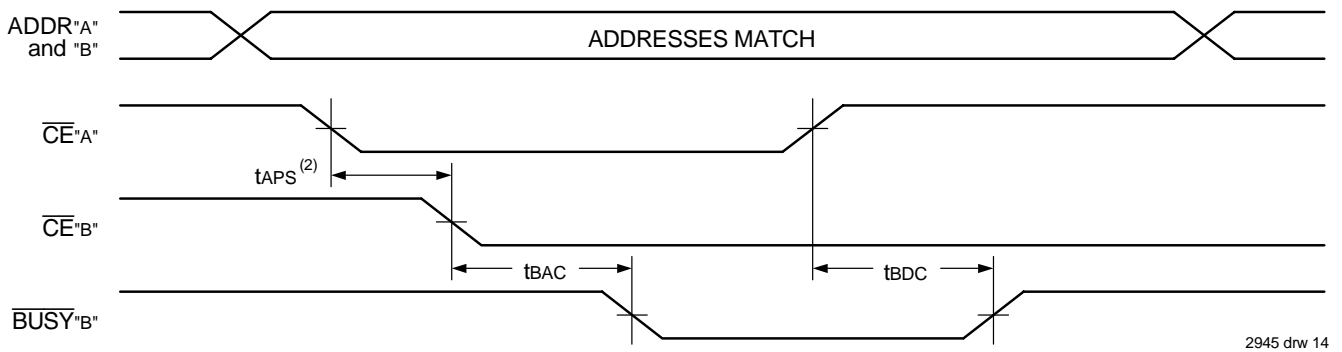 ADDR"A"
and "B"
ADDRESSES MATCH
CE"A"
tAPS(2)
CE"B"
tBAC
tBDC
BUSY"B"
2945 drw 14